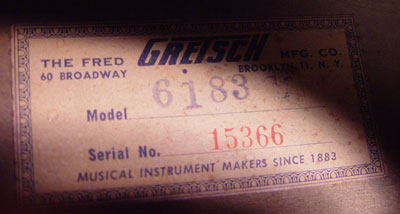 THE FRED GRETSCH MFG. CO.
60 BROADWAY BROOKLYN, 11, N. Y.
Model 6183
Serial No. 15366
MUSICAL INSTRUMENT MAKERS SINCE 1883